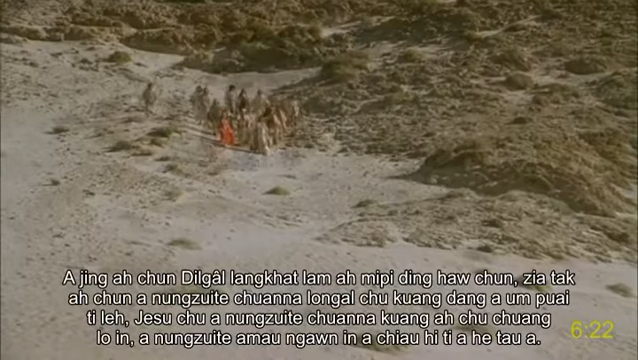 A jing ah chun Dilgâl langkhat lam ah mipi ding haw chun, zia tak
ah chun a nungzuite chuanna longal chu kuang dang a um puai
ti leh, Jesu chu a nungzuite chuanna kuang ah chu chuang
lo in, a nungzuite amau ngawn in a chiau hi ti a he tau a.
6:22